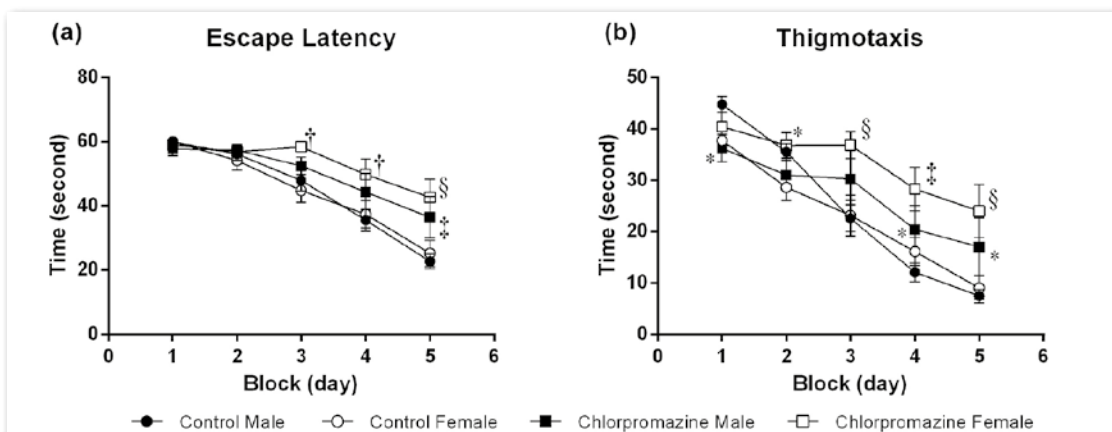 (a) Escape Latency
Time (second)
80
60
40
20
0
†
†
§
‡
0 1 2 3 4 5 6
Block (day)
(b) Thigmotaxis
Time (second)
50
40
30
20
10
0
*
*
§
‡
*
§
*
0 1 2 3 4 5 6
Block (day)
Control Male Control Female Chlorpromazine Male Chlorpromazine Female